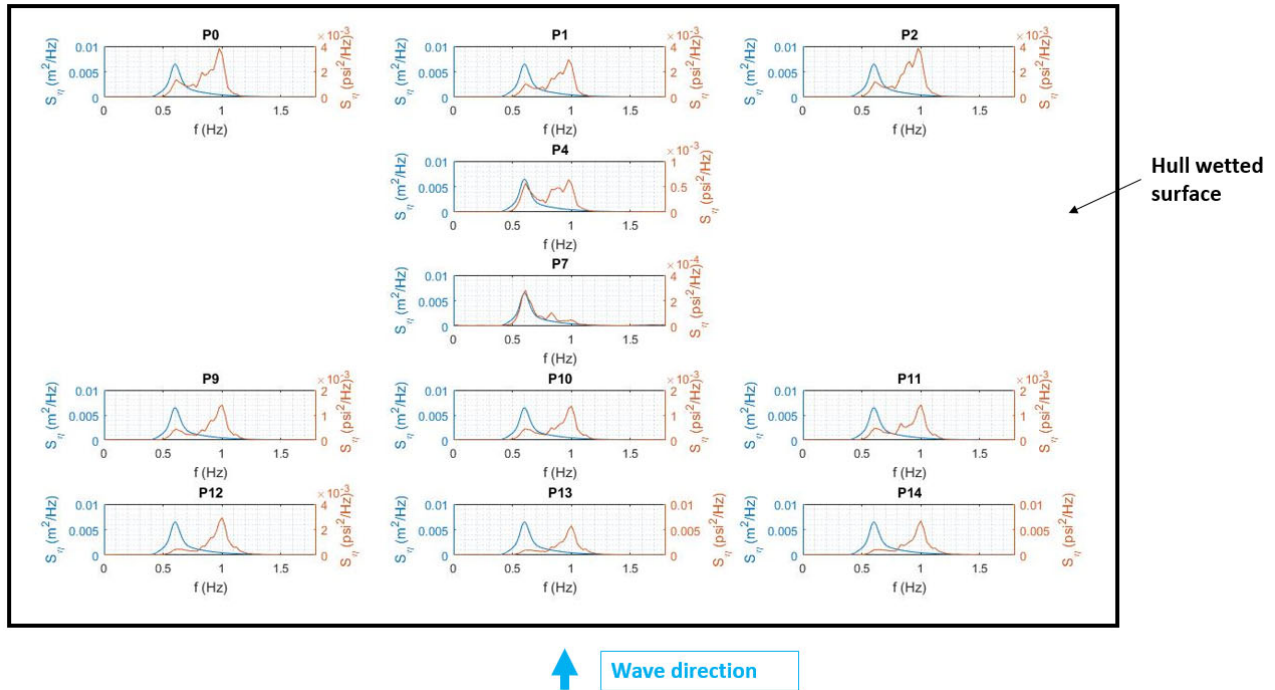 P0
0.01
0.005
0
S_η (m²/Hz)
×10⁻³
4
2
0
S_η (psi²/Hz)
0 0.5 1 1.5
f (Hz)
P1
0.01
0.005
0
S_η (m²/Hz)
×10⁻³
4
2
0
S_η (psi²/Hz)
0 0.5 1 1.5
f (Hz)
P2
0.01
0.005
0
S_η (m²/Hz)
×10⁻³
4
2
0
S_η (psi²/Hz)
0 0.5 1 1.5
f (Hz)
P4
0.01
0.005
0
S_η (m²/Hz)
×10⁻³
1
0.5
0
S_η (psi²/Hz)
0 0.5 1 1.5
f (Hz)
Hull wetted
surface
P7
0.01
0.005
0
S_η (m²/Hz)
×10⁻⁴
4
2
0
S_η (psi²/Hz)
0 0.5 1 1.5
f (Hz)
P9
0.01
0.005
0
S_η (m²/Hz)
×10⁻³
2
1
0
S_η (psi²/Hz)
0 0.5 1 1.5
f (Hz)
P10
0.01
0.005
0
S_η (m²/Hz)
×10⁻³
2
1
0
S_η (psi²/Hz)
0 0.5 1 1.5
f (Hz)
P11
0.01
0.005
0
S_η (m²/Hz)
×10⁻³
2
1
0
S_η (psi²/Hz)
0 0.5 1 1.5
f (Hz)
P12
0.01
0.005
0
S_η (m²/Hz)
×10⁻³
4
2
0
S_η (psi²/Hz)
0 0.5 1 1.5
f (Hz)
P13
0.01
0.005
0
S_η (m²/Hz)
0.01
0.005
0
S_η (psi²/Hz)
0 0.5 1 1.5
f (Hz)
P14
0.01
0.005
0
S_η (m²/Hz)
0.01
0.005
0
S_η (psi²/Hz)
0 0.5 1 1.5
f (Hz)
Wave direction